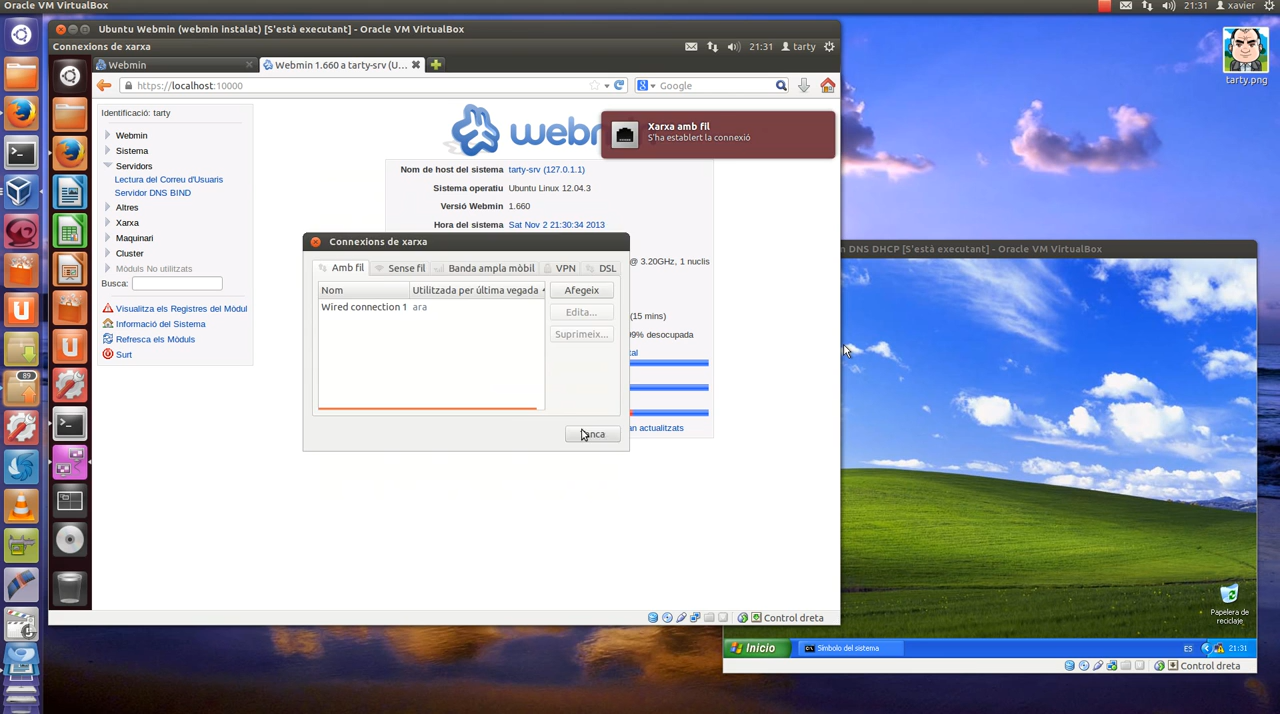 Oracle VM VirtualBox
21:31
xavier
tarty.png
Ubuntu Webmin (webmin instalat) [S'està executant] - Oracle VM VirtualBox
Connexions de xarxa
21:31
tarty
Webmin
Webmin 1.660 a tarty-srv (U...
https://localhost:10000
Google
Identificació: tarty
Webmin
Sistema
Servidors
Lectura del Correu d'Usuaris
Servidor DNS BIND
Altres
Xarxa
Maquinari
Cluster
Mòduls No utilitzats
Busca:
Visualitza els Registres del Mòdul
Informació del Sistema
Refresca els Mòduls
Surt
webm
Xarxa amb fil
S'ha establert la connexió
Nom de host del sistema tarty-srv (127.0.1.1)
Sistema operatiu Ubuntu Linux 12.04.3
Versió Webmin 1.660
Hora del sistema Sat Nov 2 21:30:34 2013
@ 3.20GHz, 1 nuclis
(15 mins)
99% desocupada
tal
an actualitzats
Connexions de xarxa
Amb fil
Sense fil
Banda ampla mòbil
VPN
DSL
Nom
Utilitzada per última vegada
Wired connection 1
ara
Afegeix
Edita...
Suprimeix...
anca
Control dreta
n DNS DHCP [S'està executant] - Oracle VM VirtualBox
Papelera de
reciclaje
Inicio
Símbolo del sistema
ES
21:31
Control dreta
89